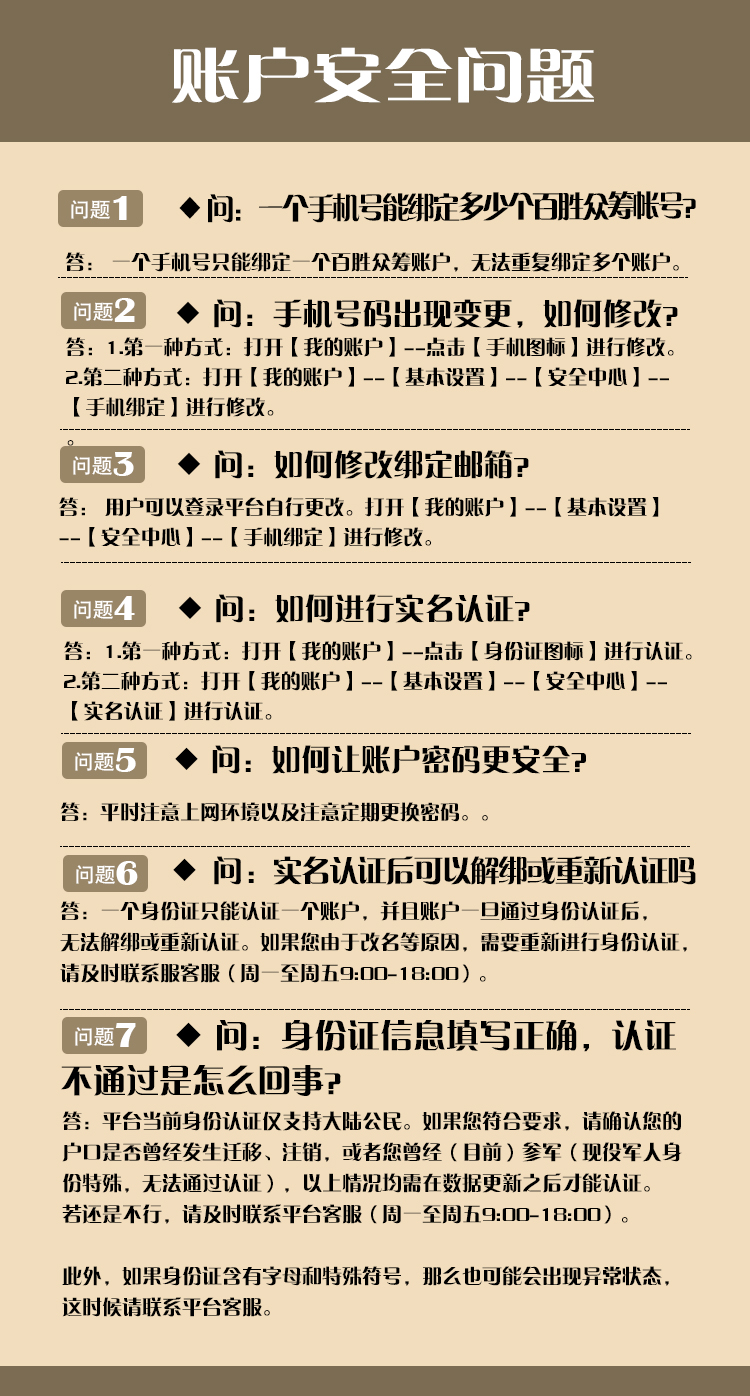 账户安全问题
问题1 ◆问：一个手机号能绑定多少个百胜众筹帐号？
答： 一个手机号只能绑定一个百胜众筹账户，无法重复绑定多个账户。
问题2 ◆ 问：手机号码出现变更，如何修改？
答：1.第一种方式：打开【我的账户】--点击【手机图标】进行修改。
2.第二种方式：打开【我的账户】--【基本设置】--【安全中心】--
【手机绑定】进行修改。
。
问题3 ◆ 问：如何修改绑定邮箱？
答： 用户可以登录平台自行更改。打开【我的账户】--【基本设置】
--【安全中心】--【手机绑定】进行修改。
问题4 ◆ 问：如何进行实名认证？
答：1.第一种方式：打开【我的账户】--点击【身份证图标】进行认证。
2.第二种方式：打开【我的账户】--【基本设置】--【安全中心】--
【实名认证】进行认证。
问题5 ◆ 问：如何让账户密码更安全？
答：平时注意上网环境以及注意定期更换密码。。
问题6 ◆ 问：实名认证后可以解绑或重新认证吗
答：一个身份证只能认证一个账户，并且账户一旦通过身份认证后，
无法解绑或重新认证。如果您由于改名等原因，需要重新进行身份认证，
请及时联系服客服（周一至周五9:00-18:00）。
问题7 ◆ 问：身份证信息填写正确，认证
不通过是怎么回事？
答：平台当前身份认证仅支持大陆公民。如果您符合要求，请确认您的
户口是否曾经发生迁移、注销，或者您曾经（目前）参军（现役军人身
份特殊，无法通过认证），以上情况均需在数据更新之后才能认证。
若还是不行，请及时联系平台客服（周一至周五9:00-18:00）。
此外，如果身份证含有字母和特殊符号，那么也可能会出现异常状态，
这时候请联系平台客服。